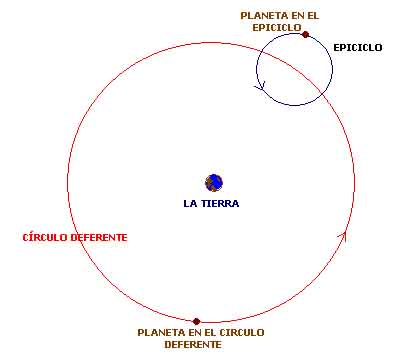 PLANETA EN EL
EPICICLO
EPICICLO
LA TIERRA
CÍRCULO DEFERENTE
PLANETA EN EL CIRCULO
DEFERENTE